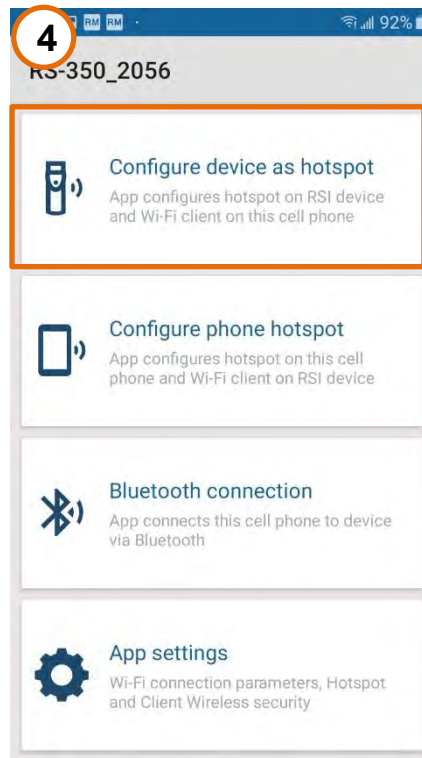 4
RM RM
92%
RS-350_2056
Configure device as hotspot
App configures hotspot on RSI device
and Wi-Fi client on this cell phone
Configure phone hotspot
App configures hotspot on this cell
phone and Wi-Fi client on RSI device
Bluetooth connection
App connects this cell phone to device
via Bluetooth
App settings
Wi-Fi connection parameters, Hotspot
and Client Wireless security